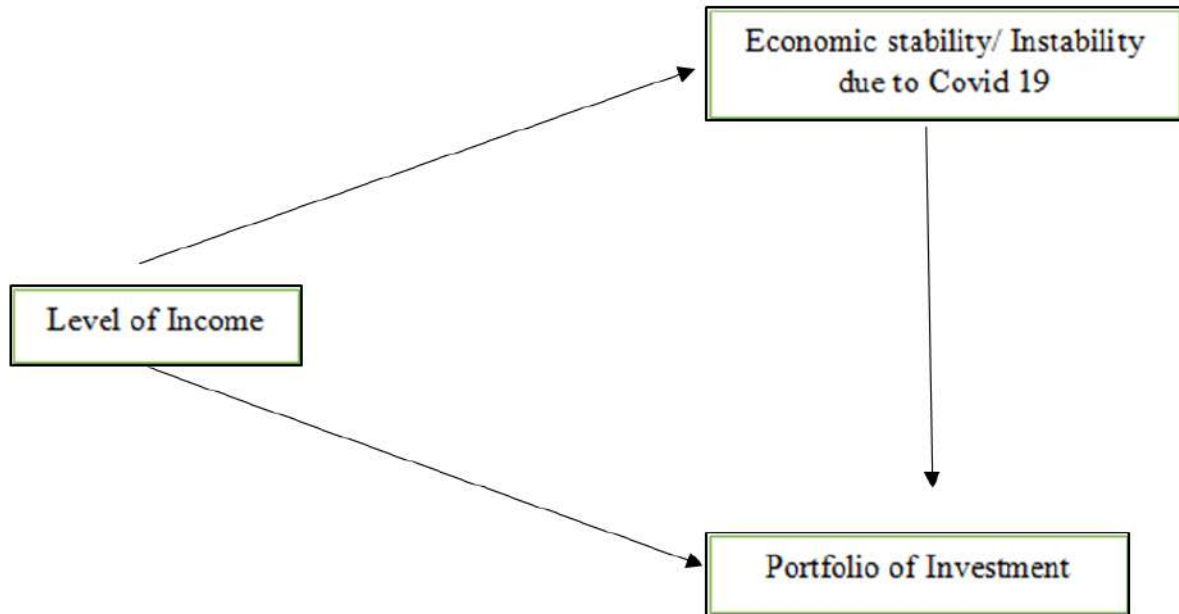 Economic stability/ Instability
due to Covid 19
Level of Income
Portfolio of Investment